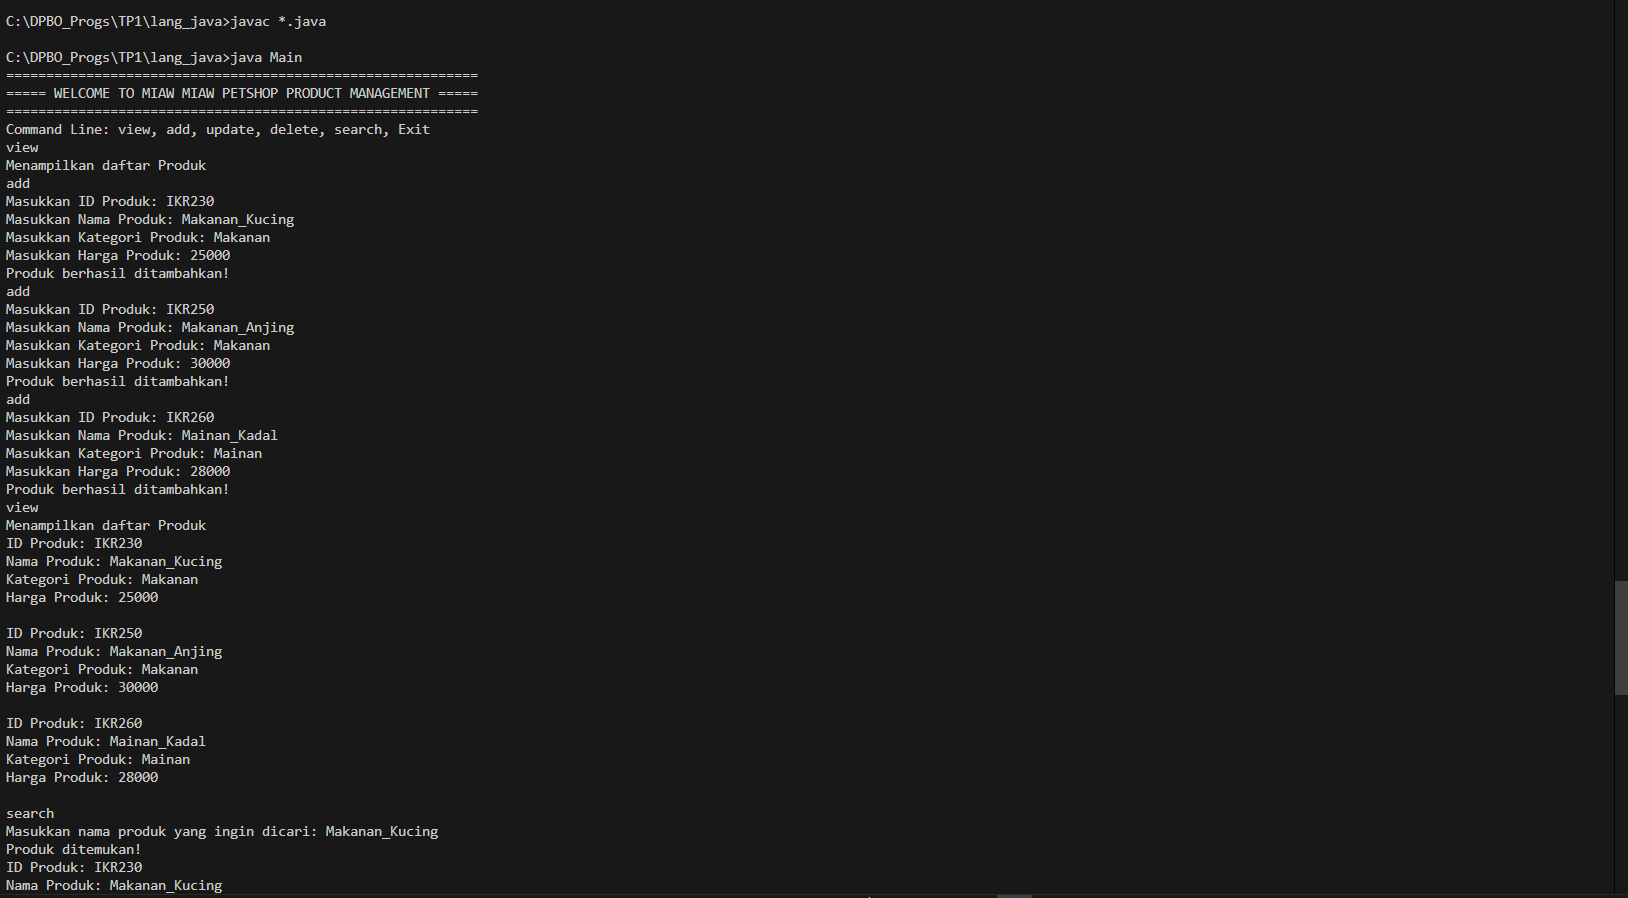 C:\DPBO_Progs\TP1\lang_java>javac *.java
C:\DPBO_Progs\TP1\lang_java>java Main
===========================================================
===== WELCOME TO MIAW MIAW PETSHOP PRODUCT MANAGEMENT =====
===========================================================
Command Line: view, add, update, delete, search, Exit
view
Menampilkan daftar Produk
add
Masukkan ID Produk: IKR230
Masukkan Nama Produk: Makanan_Kucing
Masukkan Kategori Produk: Makanan
Masukkan Harga Produk: 25000
Produk berhasil ditambahkan!
add
Masukkan ID Produk: IKR250
Masukkan Nama Produk: Makanan_Anjing
Masukkan Kategori Produk: Makanan
Masukkan Harga Produk: 30000
Produk berhasil ditambahkan!
add
Masukkan ID Produk: IKR260
Masukkan Nama Produk: Mainan_Kadal
Masukkan Kategori Produk: Mainan
Masukkan Harga Produk: 28000
Produk berhasil ditambahkan!
view
Menampilkan daftar Produk
ID Produk: IKR230
Nama Produk: Makanan_Kucing
Kategori Produk: Makanan
Harga Produk: 25000
ID Produk: IKR250
Nama Produk: Makanan_Anjing
Kategori Produk: Makanan
Harga Produk: 30000
ID Produk: IKR260
Nama Produk: Mainan_Kadal
Kategori Produk: Mainan
Harga Produk: 28000
search
Masukkan nama produk yang ingin dicari: Makanan_Kucing
Produk ditemukan!
ID Produk: IKR230
Nama Produk: Makanan_Kucing